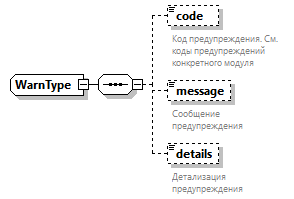 code
Код предупреждения. См.
коды предупреждений
конкретного модуля
WarnType
message
Сообщение
предупреждения
details
Детализация
предупреждения